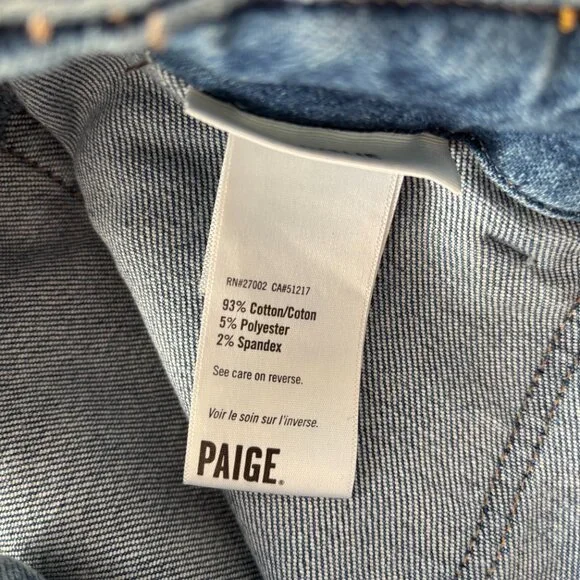 RN#27002 CA#51217
93% Cotton/Coton
5% Polyester
2% Spandex
See care on reverse.
Voir le soin sur l'inverse.
PAIGE®